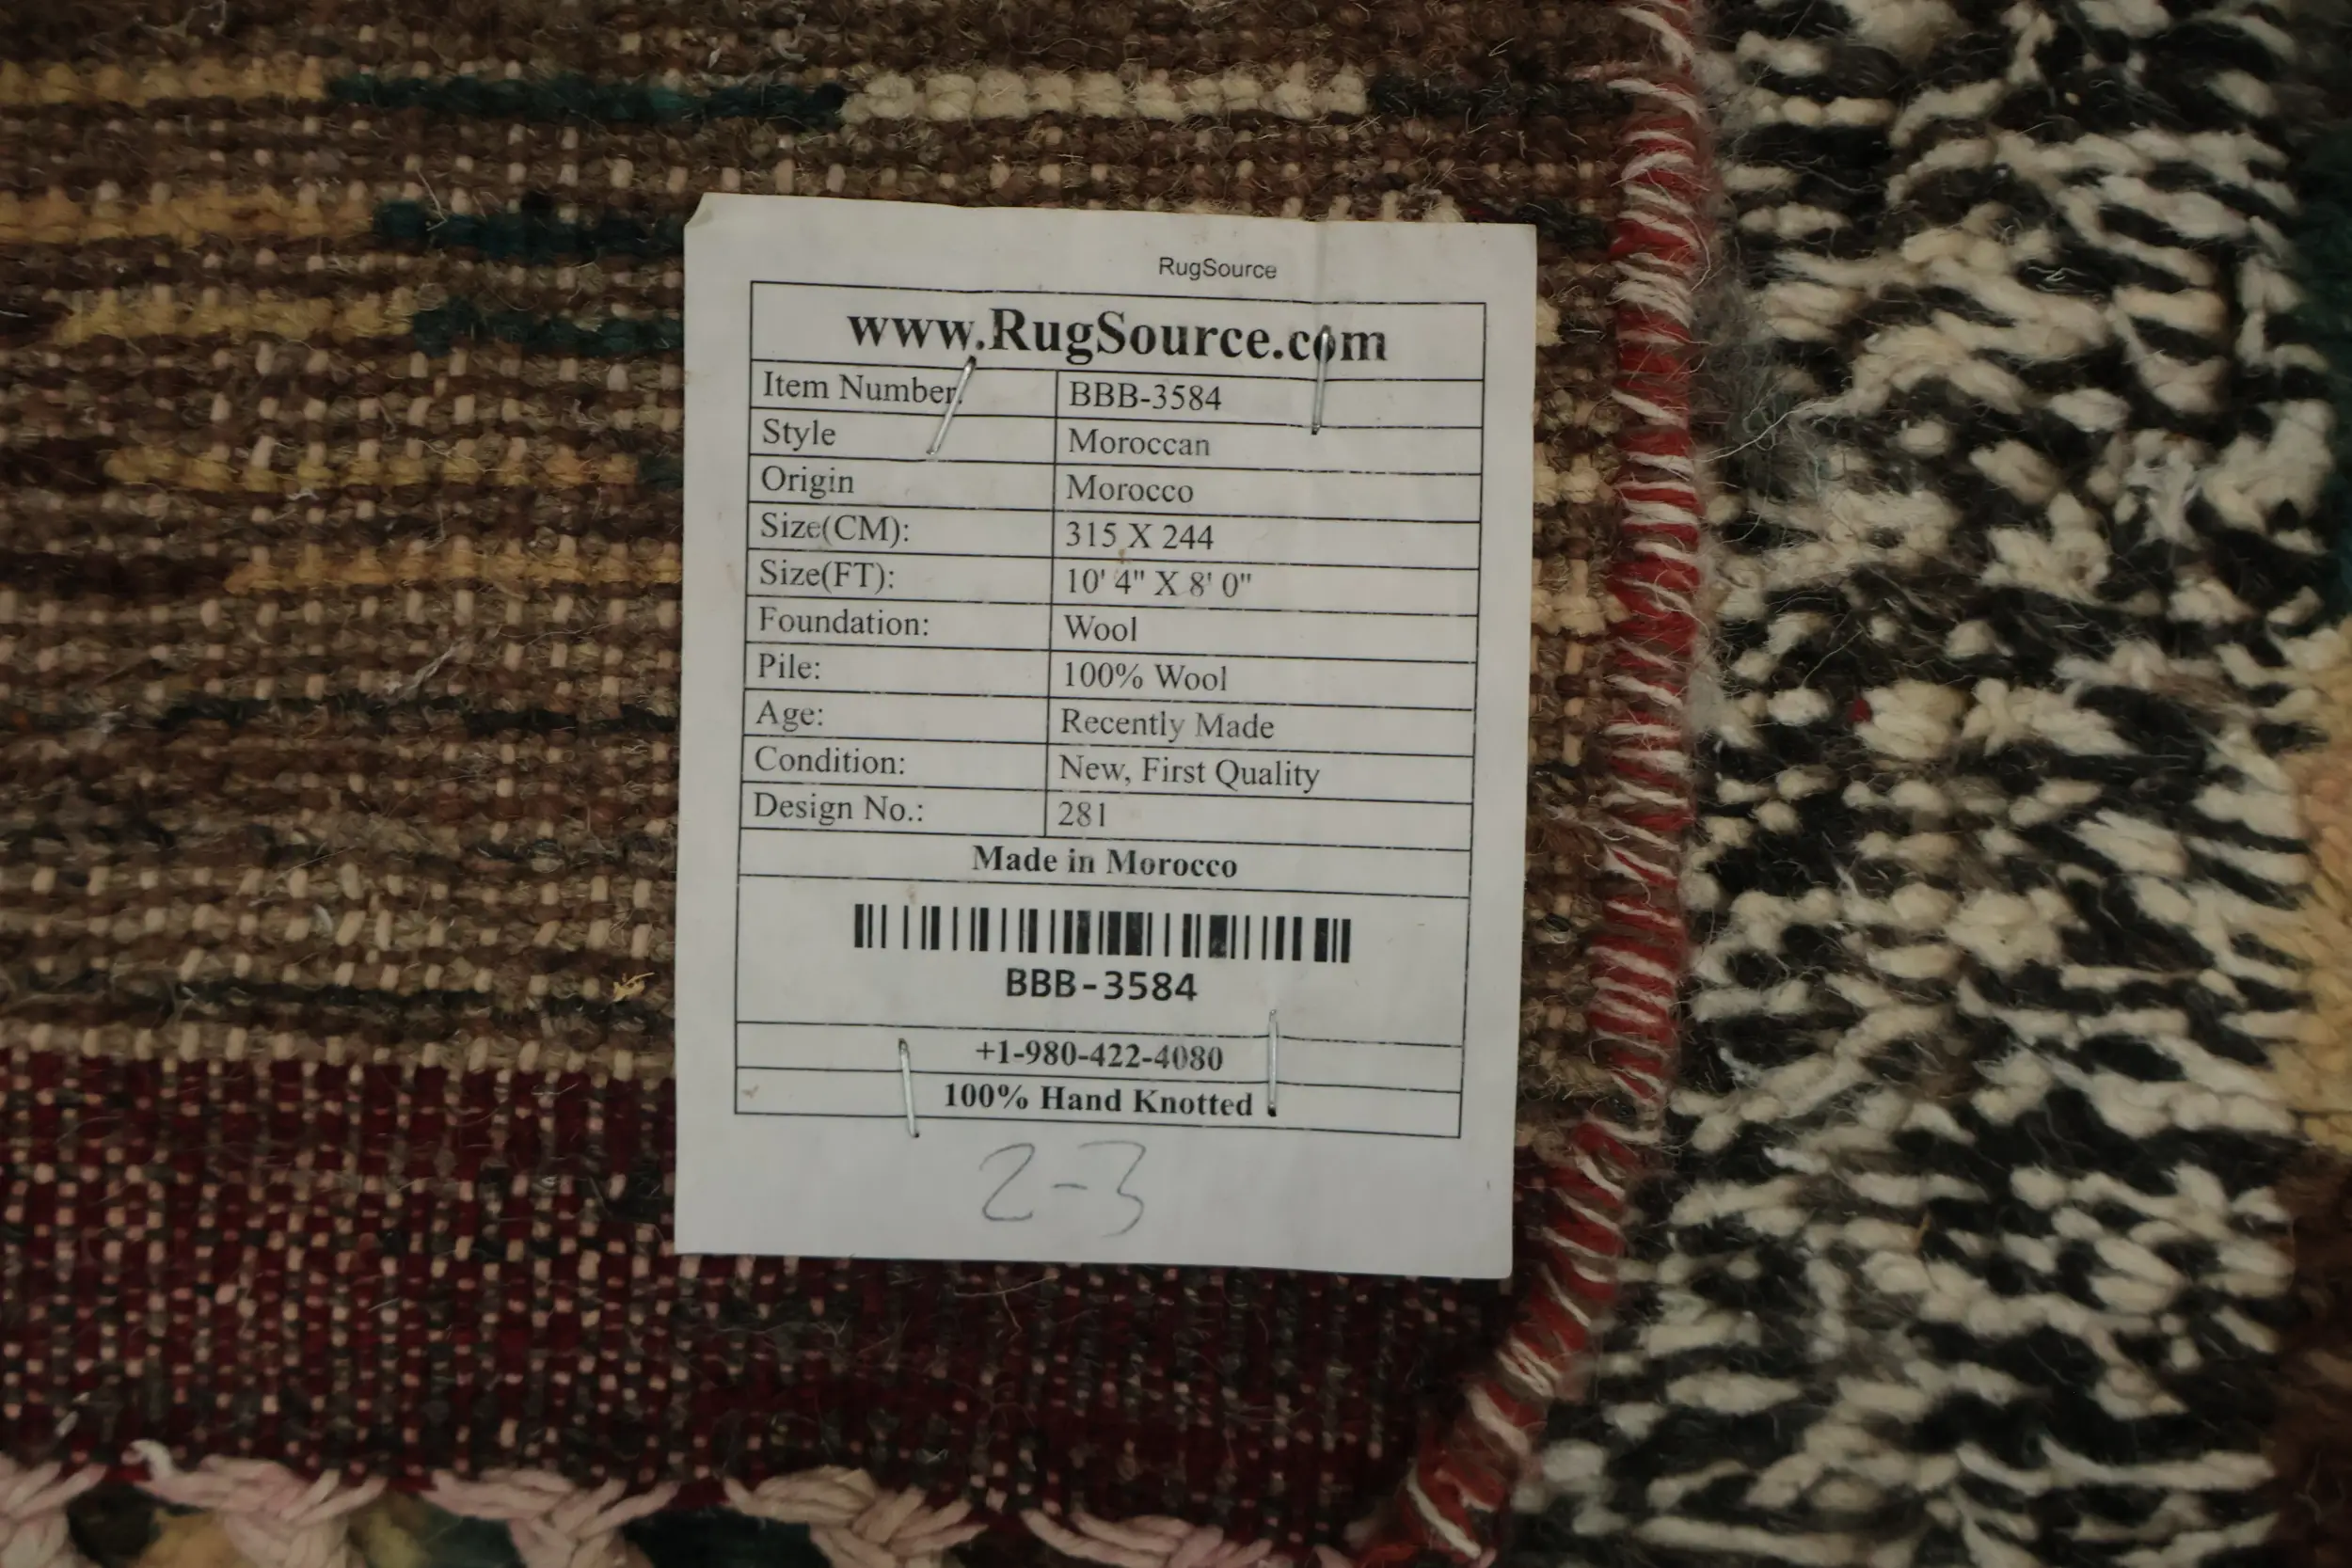 RugSource
www.RugSource.com
Item Number: BBB-3584
Style Moroccan
Origin Morocco
Size(CM): 315 X 244
Size(FT): 10' 4" X 8' 0"
Foundation: Wool
Pile: 100% Wool
Age: Recently Made
Condition: New, First Quality
Design No.: 281
Made in Morocco
BBB-3584
+1-980-422-4080
100% Hand Knotted
2-3